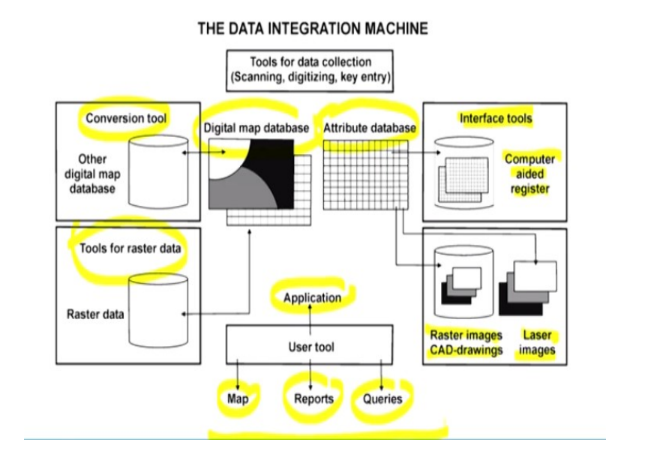 THE DATA INTEGRATION MACHINE
Tools for data collection
(Scanning, digitizing, key entry)
Conversion tool
Digital map database
Attribute database
Interface tools
Other
digital map
database
Computer
aided
register
Tools for raster data
Raster data
Application
User tool
Raster images
CAD-drawings
Laser
images
Map
Reports
Queries